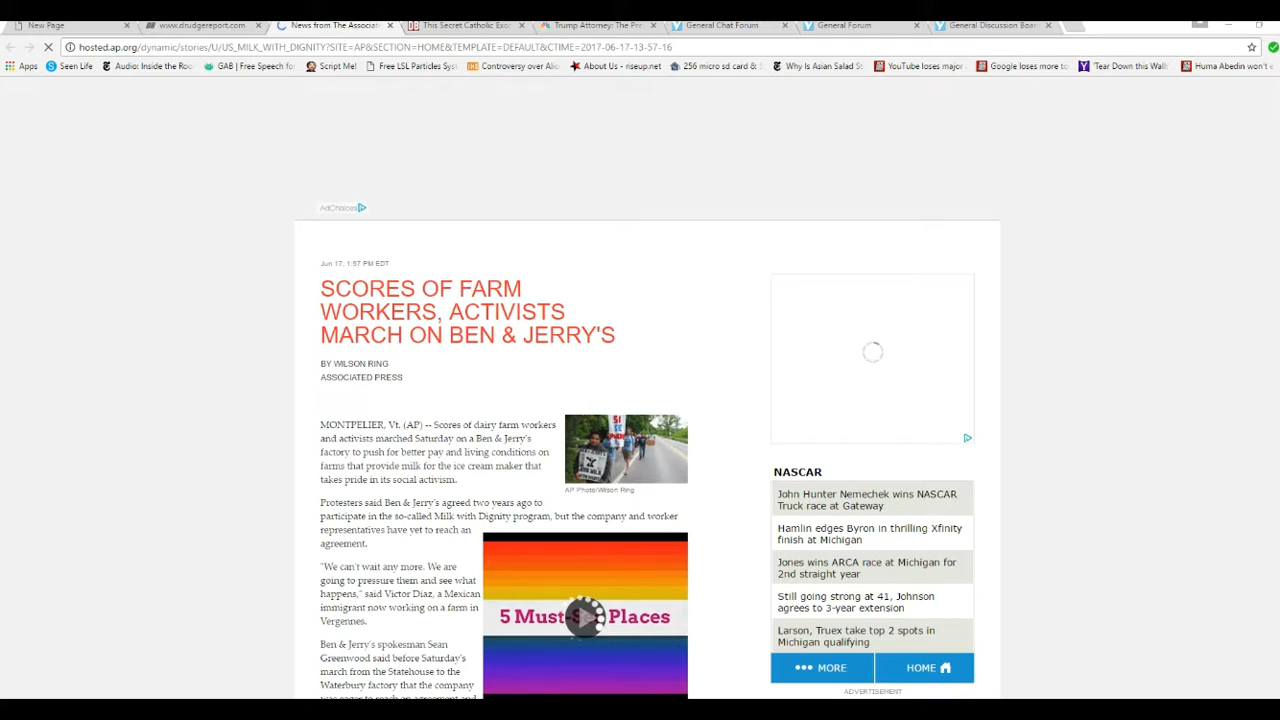 New Page
www.drudgereport.com
News from The Associat
This Secret Catholic Exo
Trump Attorney: The Pre
General Chat Forum
General Forum
General Discussion Boar
hosted.ap.org/dynamic/stories/U/US_MILK_WITH_DIGNITY?SITE=AP&SECTION=HOME&TEMPLATE=DEFAULT&CTIME=2017-06-17-13-57-16
Apps
Seen Life
Audio: Inside the Ro
GAB | Free Speech fo
Script Me!
Free LSL Particles Sys
Controversy over Alic
About Us - riseup.net
256 micro sd card &
Why Is Asian Salad St
YouTube loses major
Google loses more to
'Tear Down this Wall
Huma Abedin won't e
AdChoices
Jun 17, 1:57 PM EDT
SCORES OF FARM
WORKERS, ACTIVISTS
MARCH ON BEN & JERRY'S
BY WILSON RING
ASSOCIATED PRESS
MONTPELIER, Vt. (AP) -- Scores of dairy farm workers
and activists marched Saturday on a Ben & Jerry's
factory to push for better pay and living conditions on
farms that provide milk for the ice cream maker that
takes pride in its social activism.
AP Photo/Wilson Ring
Protesters said Ben & Jerry's agreed two years ago to
participate in the so-called Milk with Dignity program, but the company and worker
representatives have yet to reach an
agreement.
"We can't wait any more. We are
going to pressure them and see what
happens," said Victor Diaz, a Mexican
immigrant now working on a farm in
Vergennes.
Ben & Jerry's spokesman Sean
Greenwood said before Saturday's
march from the Statehouse to the
Waterbury factory that the company
was eager to reach an agreement and
5 Must-See Places
NASCAR
John Hunter Nemechek wins NASCAR
Truck race at Gateway
Hamlin edges Byron in thrilling Xfinity
finish at Michigan
Jones wins ARCA race at Michigan for
2nd straight year
Still going strong at 41, Johnson
agrees to 3-year extension
Larson, Truex take top 2 spots in
Michigan qualifying
MORE
HOME
ADVERTISEMENT